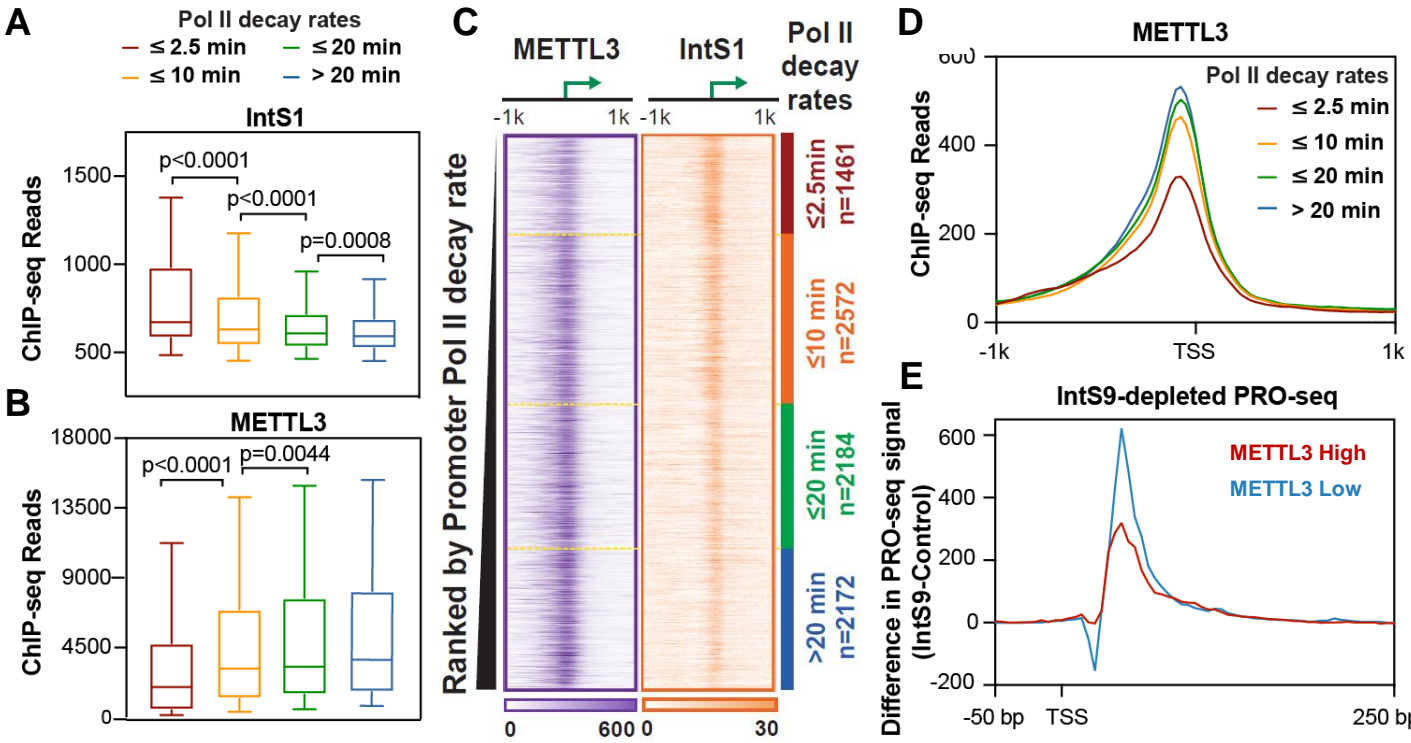 A
Pol II decay rates
≤ 2.5 min
≤ 20 min
≤ 10 min
> 20 min
IntS1
ChIP-seq Reads
1500
1000
500
p<0.0001
p<0.0001
p=0.0008
B
METTL3
ChIP-seq Reads
18000
13500
9000
4500
0
p<0.0001
p=0.0044
C
METTL3
IntS1
Pol II
decay
rates
-1k
1k
-1k
1k
Ranked by Promoter Pol II decay rate
≤2.5min
n=1461
≤10 min
n=2572
≤20 min
n=2184
>20 min
n=2172
0
600
0
30
D
METTL3
ChIP-seq Reads
600
400
200
0
Pol II decay rates
≤ 2.5 min
≤ 10 min
≤ 20 min
> 20 min
-1k
TSS
1k
E
IntS9-depleted PRO-seq
Difference in PRO-seq signal
(IntS9-Control)
600
400
200
0
-200
METTL3 High
METTL3 Low
-50 bp
TSS
250 bp